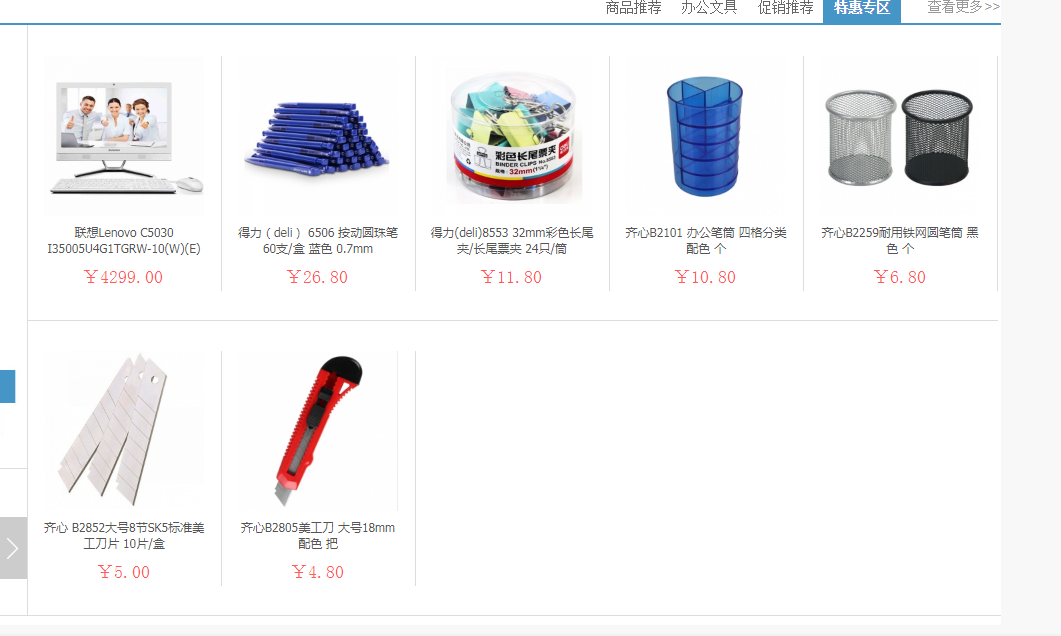 商品推荐 办公文具 促销推荐 特惠专区 查看更多>>
彩色长尾票夹
BINDER CLIPS No.8553
规格·32mm(1¼")
联想Lenovo C5030
I35005U4G1TGRW-10(W)(E)
￥4299.00
得力（deli） 6506 按动圆珠笔
60支/盒 蓝色 0.7mm
￥26.80
得力(deli)8553 32mm彩色长尾
夹/长尾票夹 24只/筒
￥11.80
齐心B2101 办公笔筒 四格分类
配色 个
￥10.80
齐心B2259耐用铁网圆笔筒 黑
色 个
￥6.80
齐心 B2852大号8节SK5标准美
工刀片 10片/盒
￥5.00
齐心B2805美工刀 大号18mm
配色 把
￥4.80